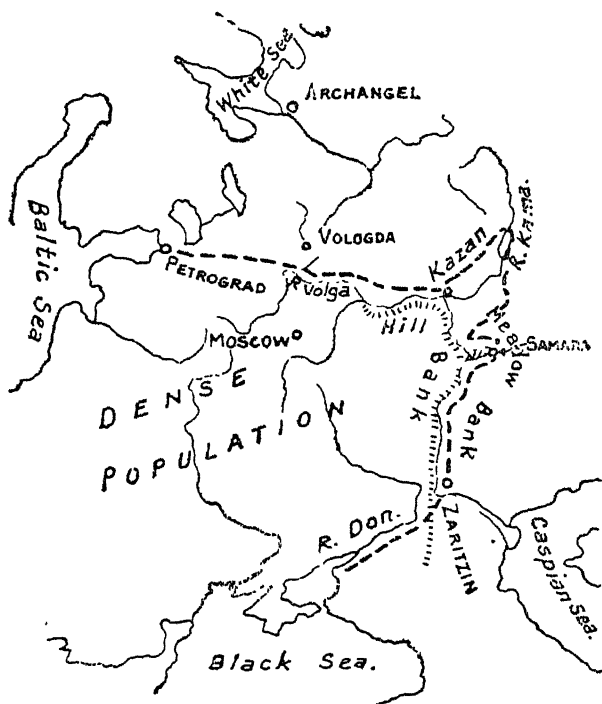 White Sea
ARCHANGEL
Baltic Sea
VOLOGDA
PETROGRAD
R Volga
Kazan
R. KAMA.
MOSCOW
Hill
Bank
Meadow
Bank
SAMARA
DENSE
POPULATION
R. Don.
ZARITZIN
Caspian Sea.
Black Sea.